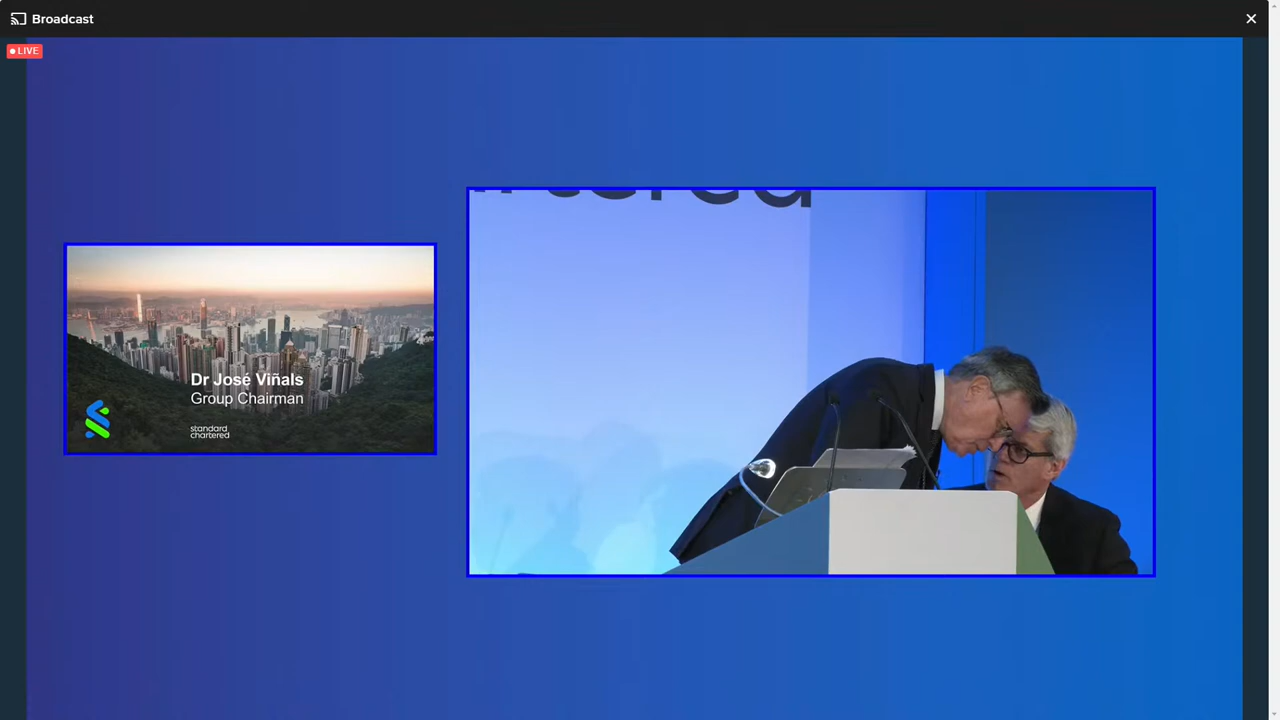 Broadcast
LIVE
Dr José Viñals
Group Chairman
standard
chartered